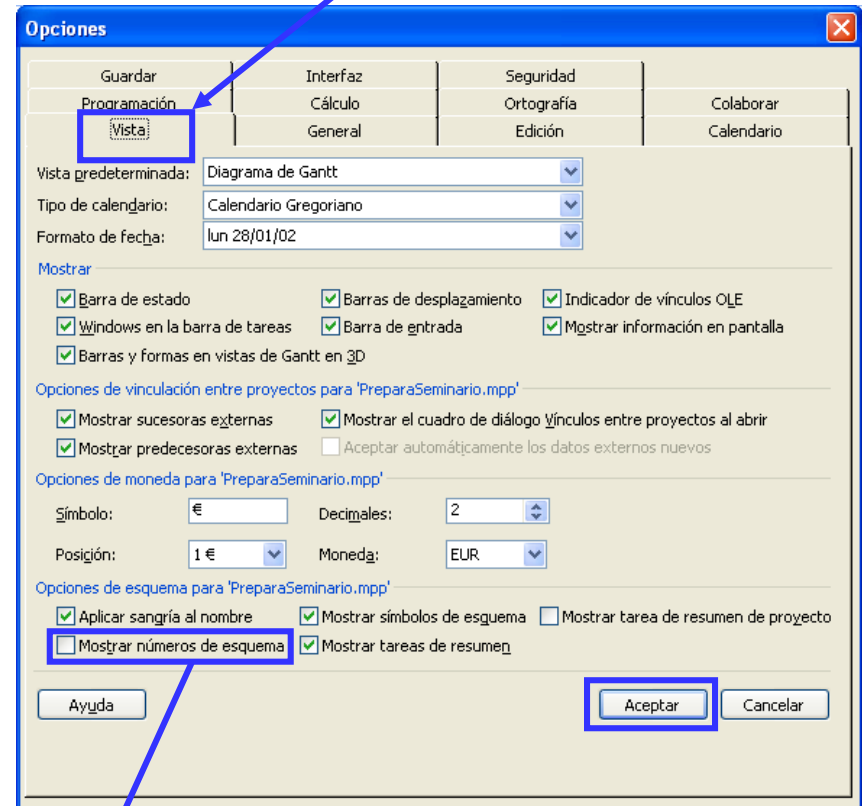 Opciones
Guardar Interfaz Seguridad
Programación Cálculo Ortografía Colaborar
Vista General Edición Calendario
Vista predeterminada: Diagrama de Gantt
Tipo de calendario: Calendario Gregoriano
Formato de fecha: lun 28/01/02
Mostrar
Barra de estado Barras de desplazamiento Indicador de vínculos OLE
Windows en la barra de tareas Barra de entrada Mostrar información en pantalla
Barras y formas en vistas de Gantt en 3D
Opciones de vinculación entre proyectos para 'PreparaSeminario.mpp'
Mostrar sucesoras externas Mostrar el cuadro de diálogo Vínculos entre proyectos al abrir
Mostrar predecesoras externas Aceptar automáticamente los datos externos nuevos
Opciones de moneda para 'PreparaSeminario.mpp'
Símbolo: € Decimales: 2
Posición: 1 € Moneda: EUR
Opciones de esquema para 'PreparaSeminario.mpp'
Aplicar sangría al nombre Mostrar símbolos de esquema Mostrar tarea de resumen de proyecto
Mostrar números de esquema Mostrar tareas de resumen
Ayuda Aceptar Cancelar